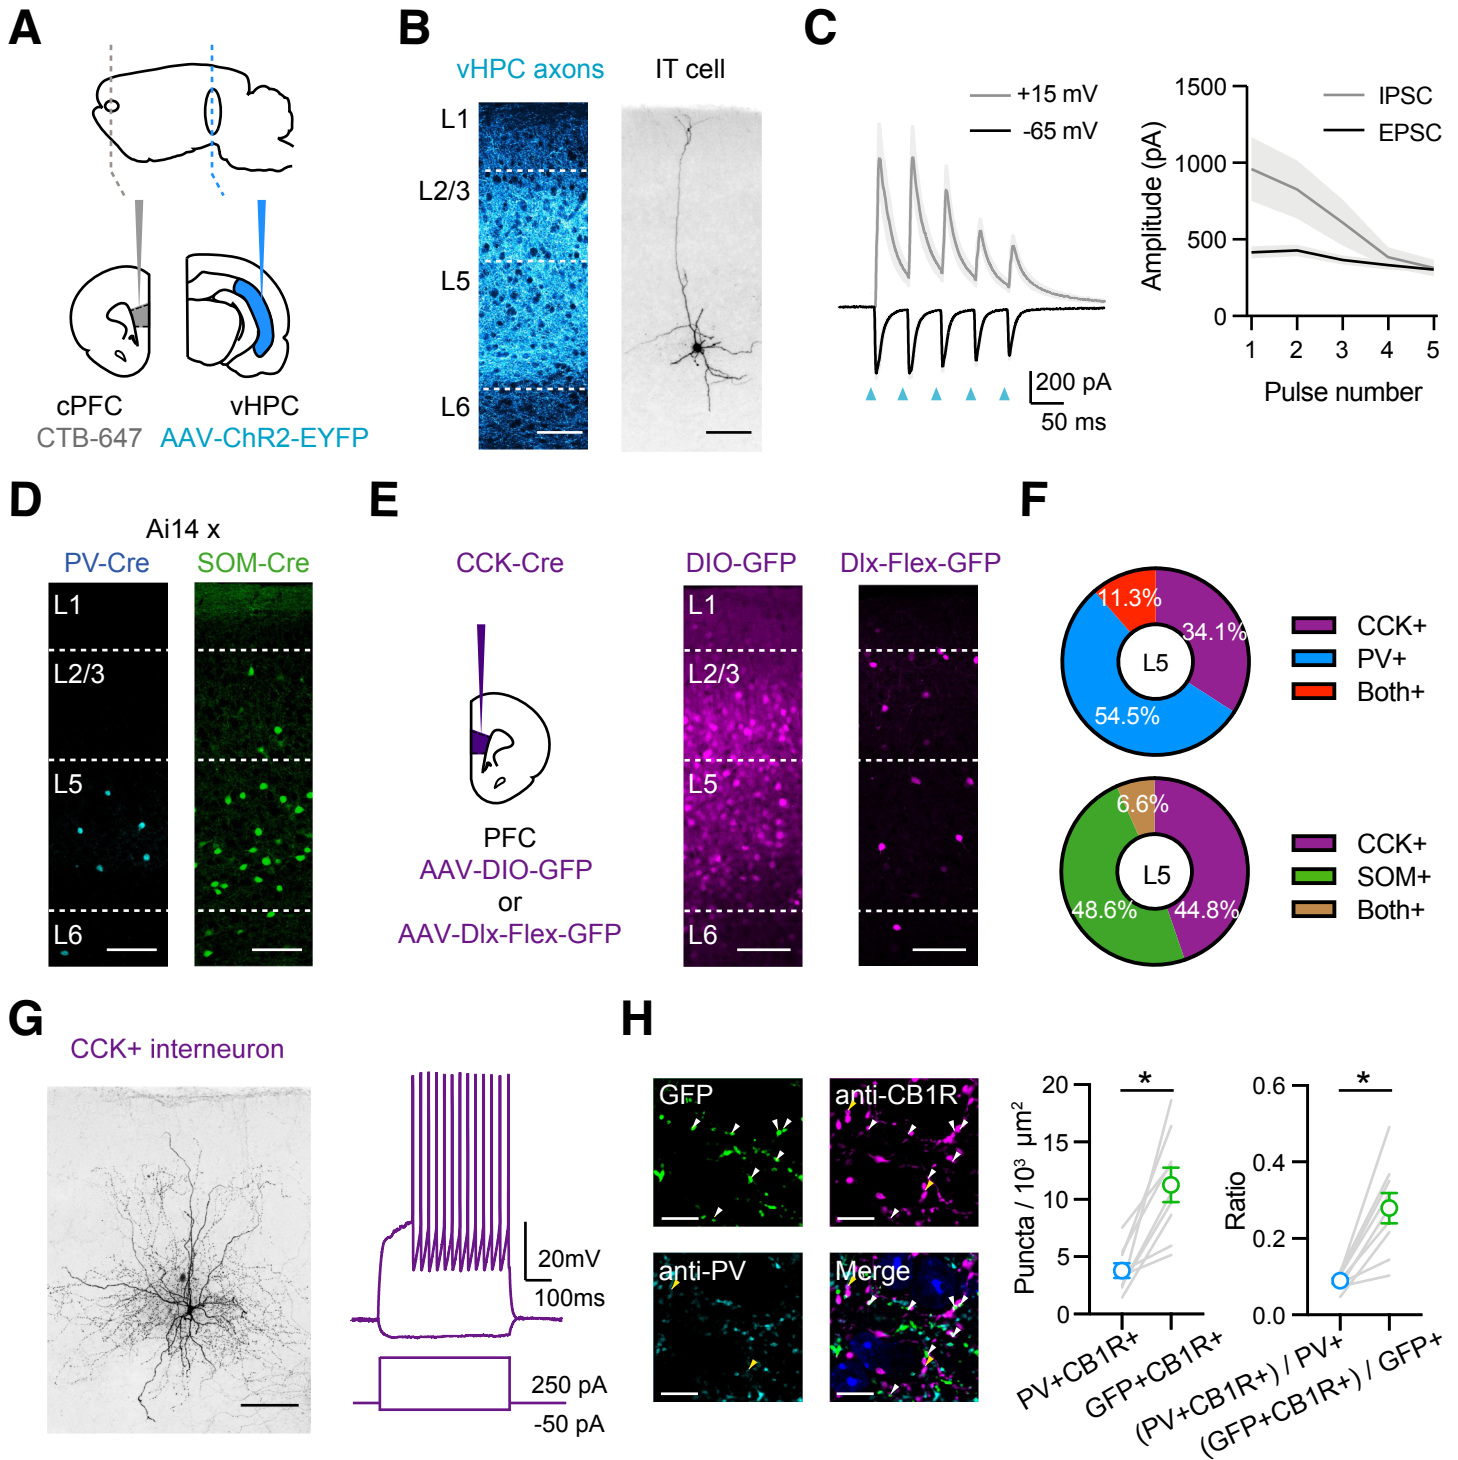 A
cPFC
CTB-647
vHPC
AAV-ChR2-EYFP
B
vHPC axons
IT cell
L1
L2/3
L5
L6
C
+15 mV
-65 mV
200 pA
50 ms
Amplitude (pA)
1500
1000
500
0
IPSC
EPSC
1 2 3 4 5
Pulse number
D
Ai14 x
PV-Cre
SOM-Cre
L1
L2/3
L5
L6
E
CCK-Cre
PFC
AAV-DIO-GFP
or
AAV-Dlx-Flex-GFP
DIO-GFP
Dlx-Flex-GFP
L1
L2/3
L5
L6
F
11.3%
34.1%
L5
54.5%
CCK+
PV+
Both+
6.6%
L5
48.6%
44.8%
CCK+
SOM+
Both+
G
CCK+ interneuron
20mV
100ms
250 pA
-50 pA
H
GFP
anti-CB1R
anti-PV
Merge
Puncta / 10³ µm²
20
15
10
5
0
*
PV+CB1R+
GFP+CB1R+
Ratio
0.6
0.4
0.2
0.0
*
(PV+CB1R+) / PV+
(GFP+CB1R+) / GFP+